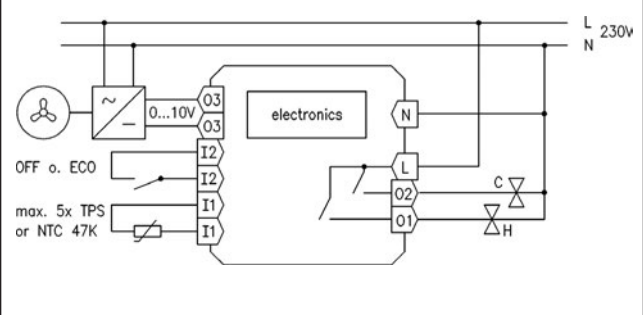 L
230V
N
O3
0...10V
O3
electronics
N
I2
OFF o. ECO
I2
L
O2
C
max. 5x TPS
or NTC 47K
I1
I1
O1
H